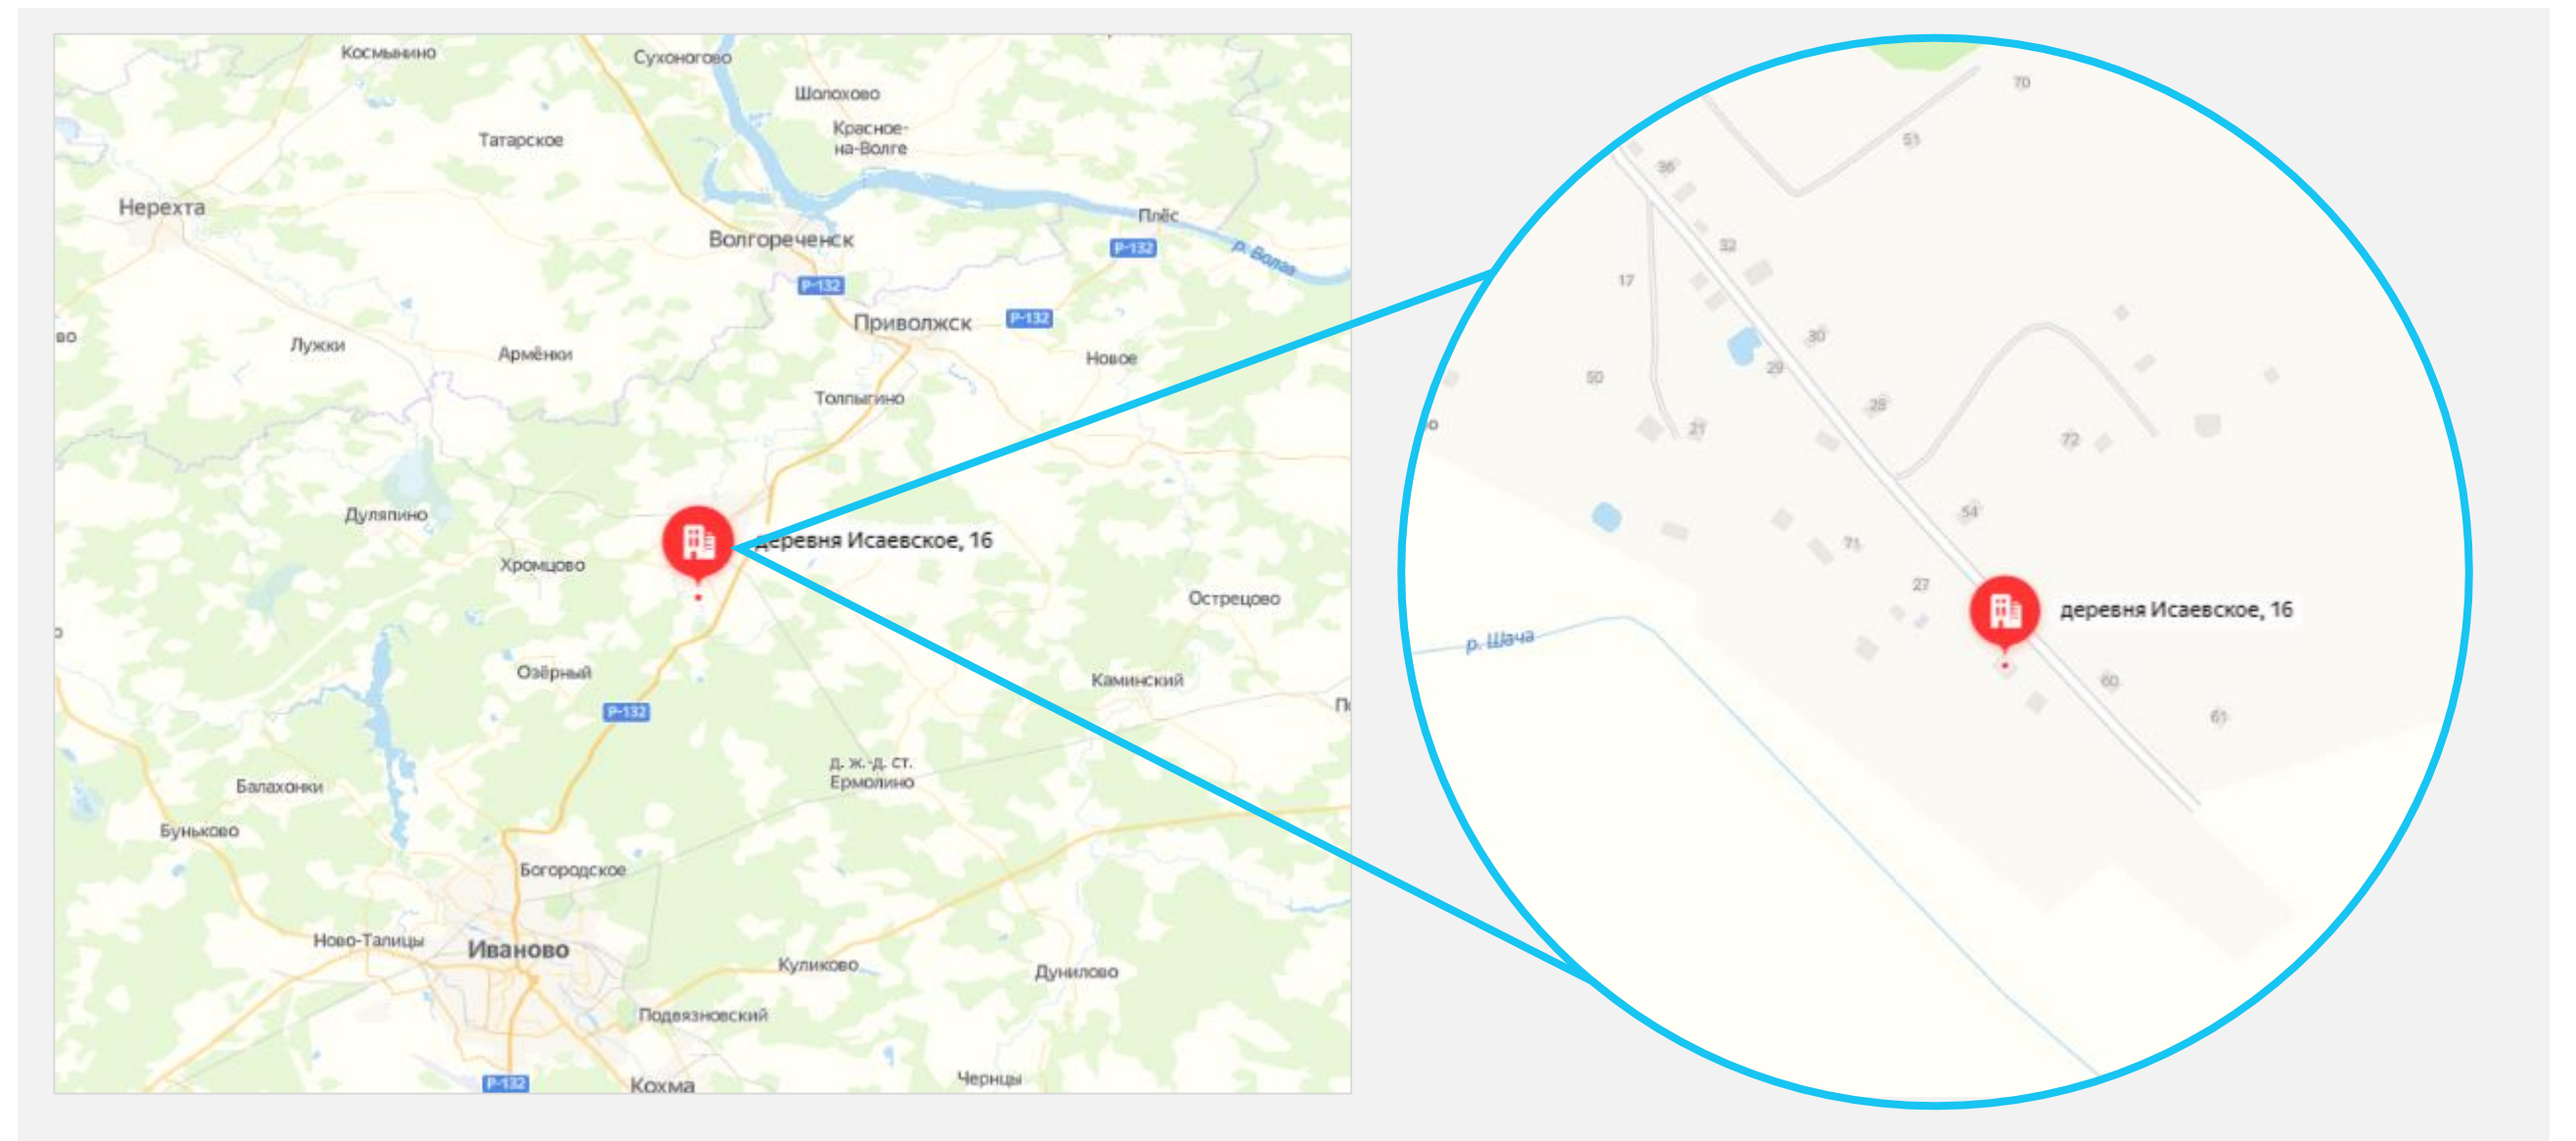 Космынино
Сухоногово
Шолохово
Красное-
на-Волге
Татарское
Нерехта
Плёс
Волгореченск
Р-132
р. Волга
Р-132
Приволжск
Р-132
во
Лужки
Армёнки
Новое
Толпыгино
Дуляпино
деревня Исаевское, 16
Хромцово
Острецово
Озёрный
Каминский
Р-132
д. ж.-д. ст.
Ермолино
Балахонки
Буньково
Богородское
Ново-Талицы
Иваново
Куликово
Дунилово
Подвязновский
Р-132
Кохма
Чернцы
70
51
36
32
17
30
29
50
28
21
о
72
54
71
27
деревня Исаевское, 16
р. Шача
60
61